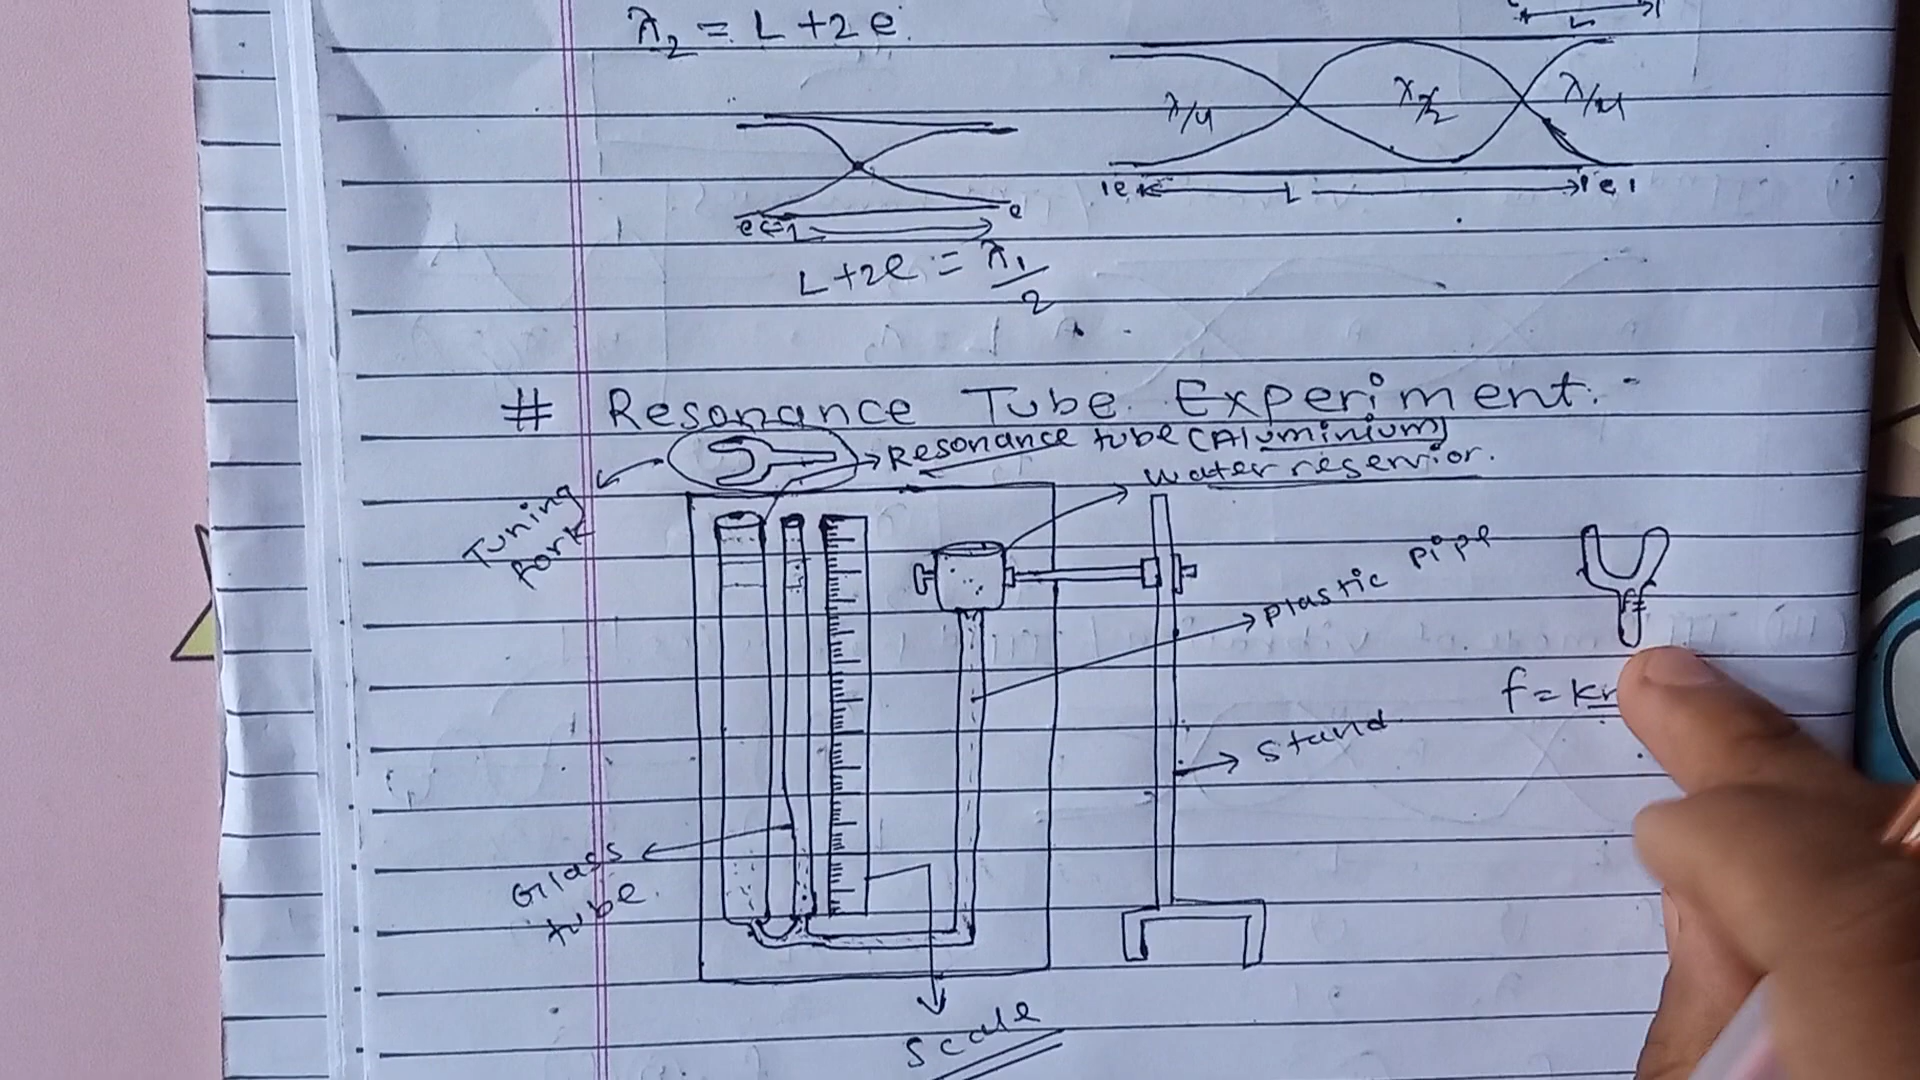 λ₂ = L + 2e.
L
λ/4 λ/2 λ/4
e L e
e L e
L + 2e = λ₁/2
# Resonance Tube Experiment:-
Resonance tube (Aluminium)
Water reservior.
Tuning
fork
plastic pipe
f = k
stand
Glass
tube.
Scale